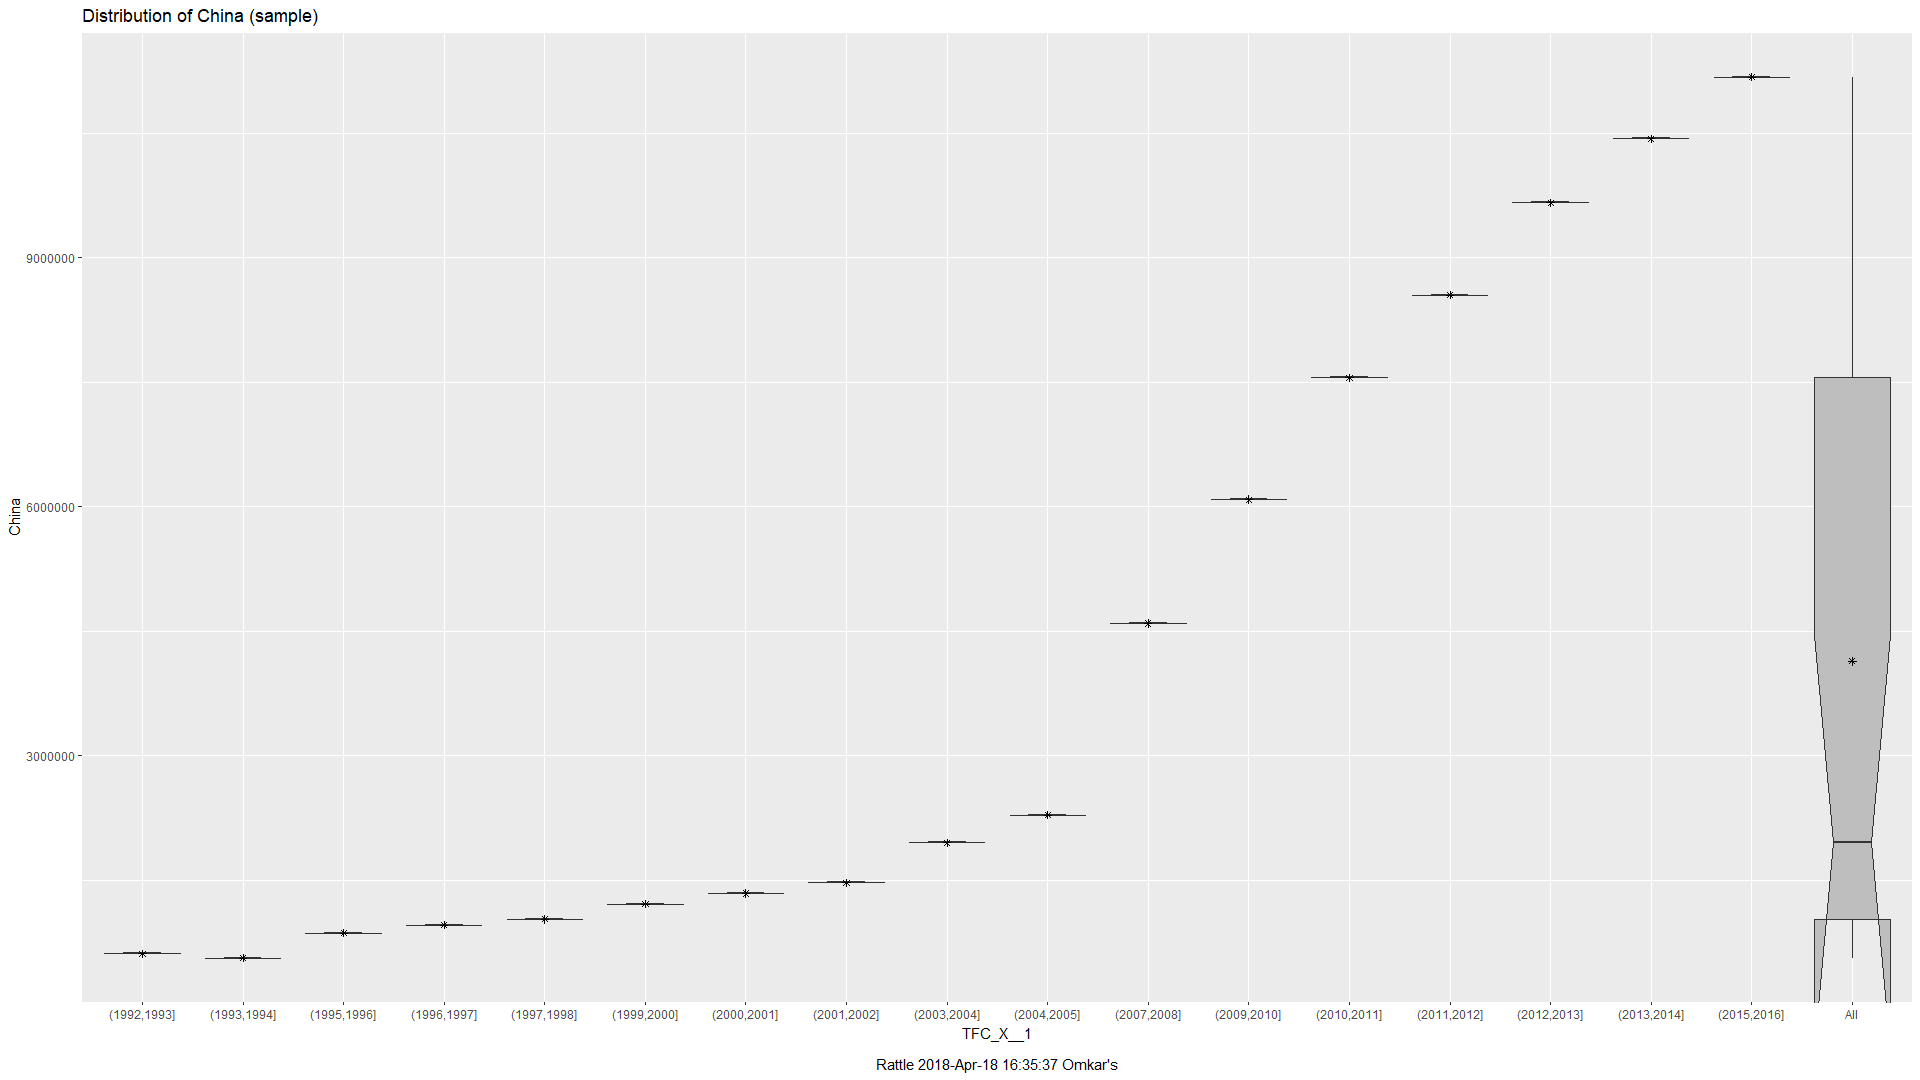 Distribution of China (sample)
China
9000000
6000000
3000000
(1992,1993] (1993,1994] (1995,1996] (1996,1997] (1997,1998] (1999,2000] (2000,2001] (2001,2002] (2003,2004] (2004,2005] (2007,2008] (2009,2010] (2010,2011] (2011,2012] (2012,2013] (2013,2014] (2015,2016] All
TFC_X__1
Rattle 2018-Apr-18 16:35:37 Omkar's